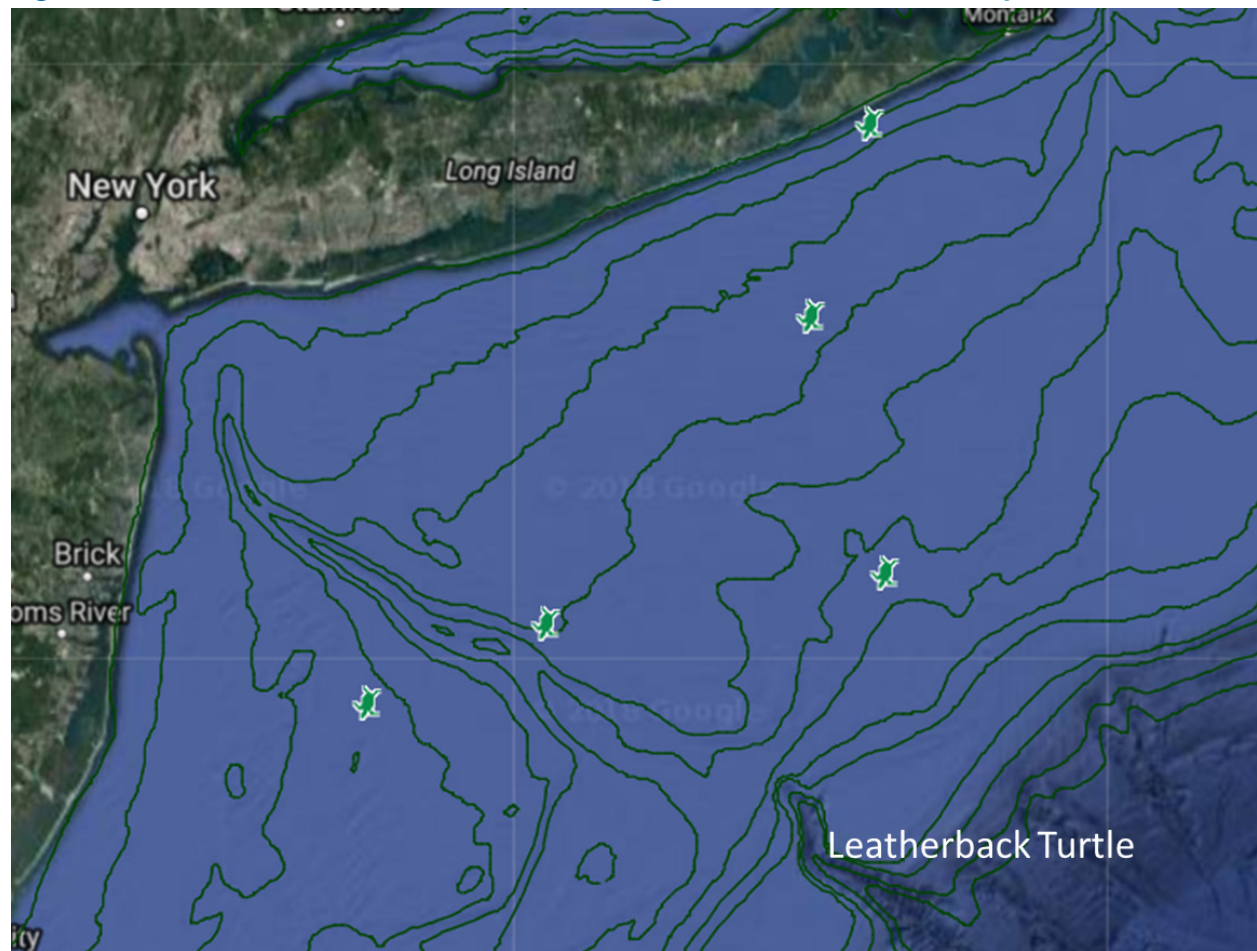 Montauk
Long Island
New York
© 2018 Google
Brick
oms River
2018 Google
Leatherback Turtle
ity